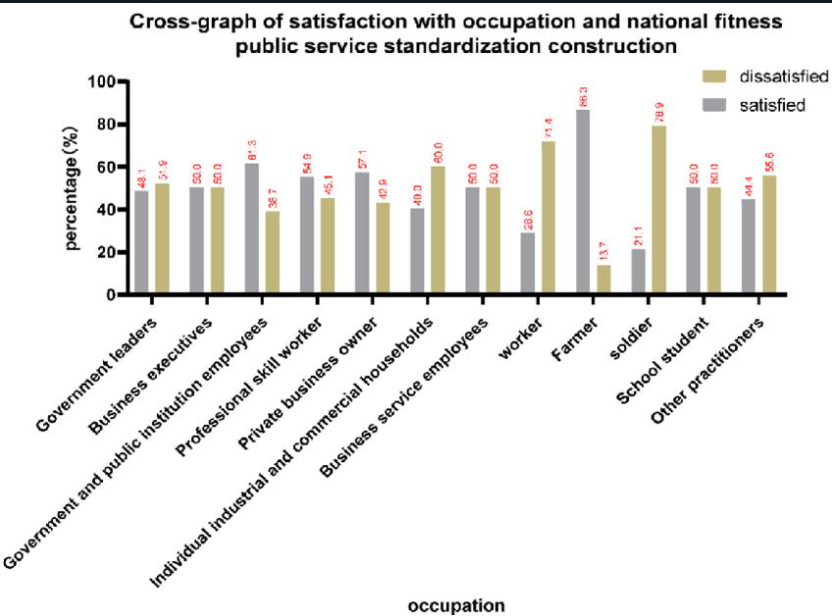 Cross-graph of satisfaction with occupation and national fitness
public service standardization construction
dissatisfied
satisfied
percentage(%)
100
80
60
40
20
0
48.1
51.9
50.0
50.0
61.3
38.7
54.9
45.1
57.1
42.9
40.0
60.0
50.0
50.0
28.6
71.4
86.3
13.7
21.1
78.9
50.0
50.0
44.4
55.6
Government leaders
Business executives
Government and public institution employees
Professional skill worker
Private business owner
Individual industrial and commercial households
Business service employees
worker
Farmer
soldier
School student
Other practitioners
occupation